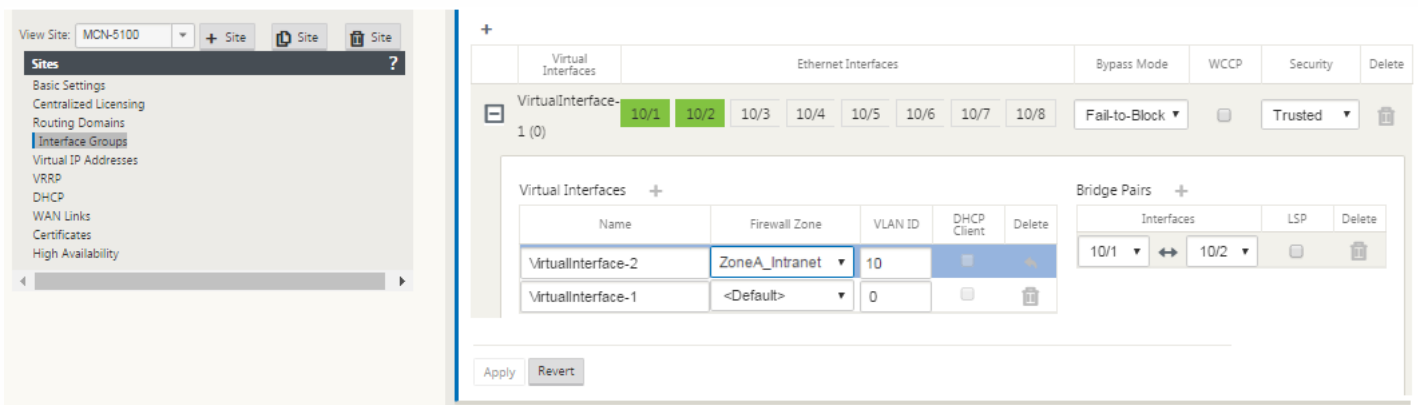 View Site: MCN-5100 + Site Site Site
Sites ?
Basic Settings
Centralized Licensing
Routing Domains
Interface Groups
Virtual IP Addresses
VRRP
DHCP
WAN Links
Certificates
High Availability
+
Virtual Interfaces Ethernet Interfaces Bypass Mode WCCP Security Delete
VirtualInterface-
1 (0) 10/1 10/2 10/3 10/4 10/5 10/6 10/7 10/8 Fail-to-Block Trusted
Virtual Interfaces +
Name Firewall Zone VLAN ID DHCP Client Delete
VirtualInterface-2 ZoneA_Intranet 10
VirtualInterface-1 <Default> 0
Bridge Pairs +
Interfaces LSP Delete
10/1 10/2
Apply Revert